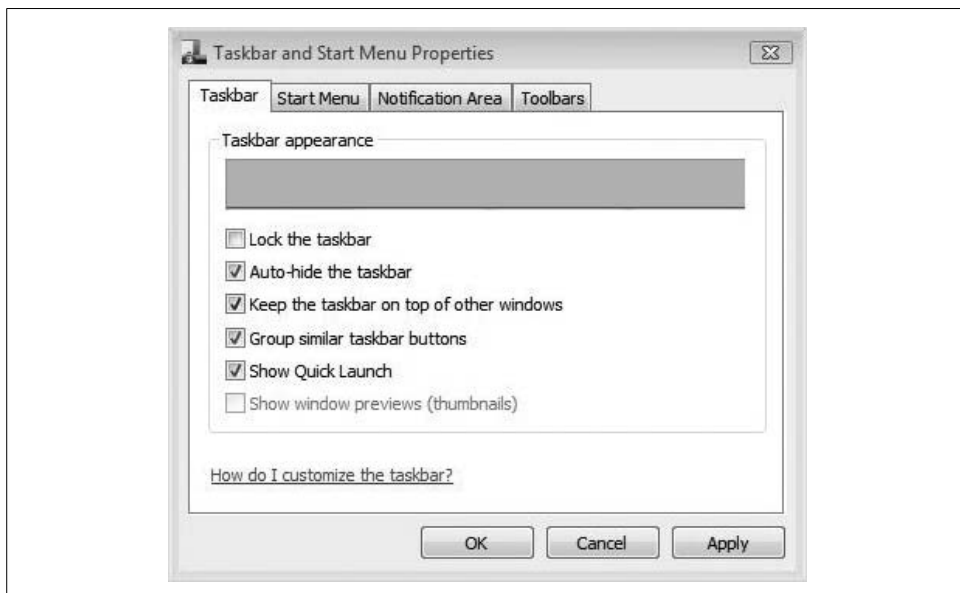 Taskbar and Start Menu Properties
Taskbar
Start Menu
Notification Area
Toolbars
Taskbar appearance
Lock the taskbar
Auto-hide the taskbar
Keep the taskbar on top of other windows
Group similar taskbar buttons
Show Quick Launch
Show window previews (thumbnails)
How do I customize the taskbar?
OK
Cancel
Apply